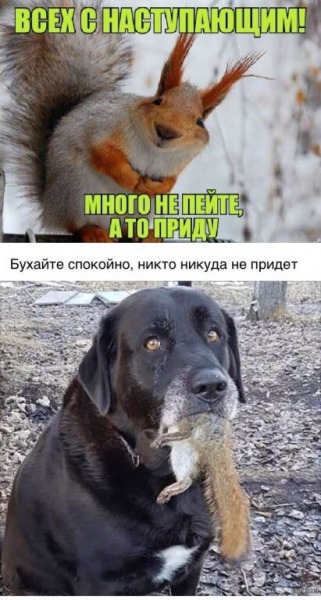 ВСЕХ С НАСТУПАЮЩИМ!
МНОГО НЕ ПЕЙТЕ,
А ТО ПРИДУ
Бухайте спокойно, никто никуда не придет